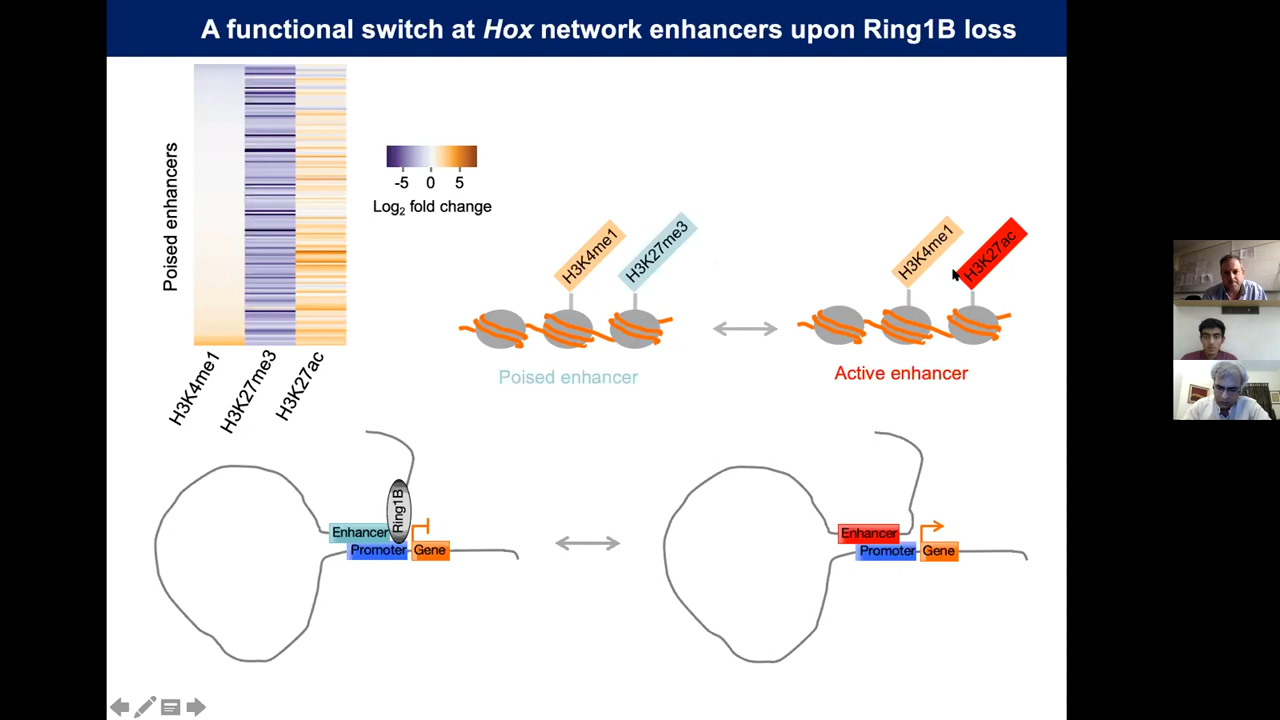 A functional switch at Hox network enhancers upon Ring1B loss
Poised enhancers
-5 0 5
Log2 fold change
H3K4me1
H3K27me3
H3K27ac
H3K4me1
H3K27me3
Poised enhancer
H3K4me1
H3K27ac
Active enhancer
Ring1B
Enhancer
Promoter
Gene
Enhancer
Promoter
Gene